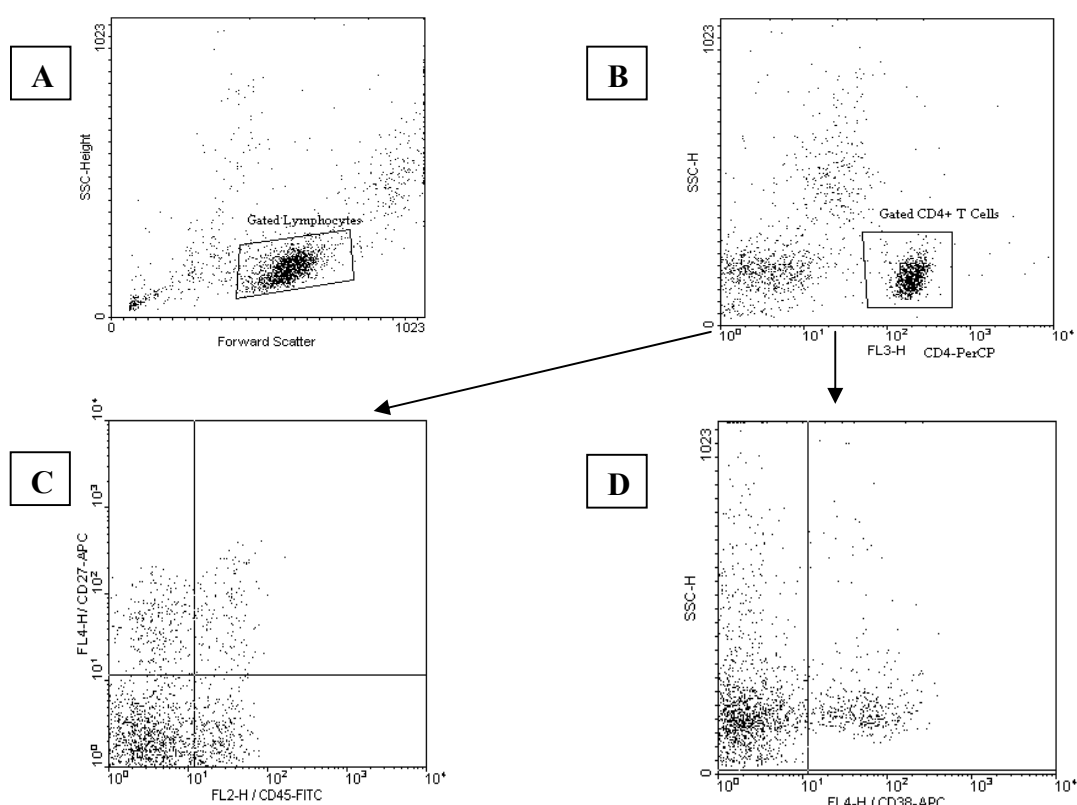 A
1023
SSC-Height
Gated Lymphocytes
0
0
1023
Forward Scatter
B
1023
SSC-H
Gated CD4+ T Cells
0
10⁰
10¹
10²
10³
10⁴
FL3-H
CD4-PerCP
C
10⁴
10³
10²
10¹
10⁰
FL4-H / CD27-APC
10⁰
10¹
10²
10³
10⁴
FL2-H / CD45-FITC
D
1023
SSC-H
0
10⁰
10¹
10²
10³
10⁴
FL4-H / CD38-APC